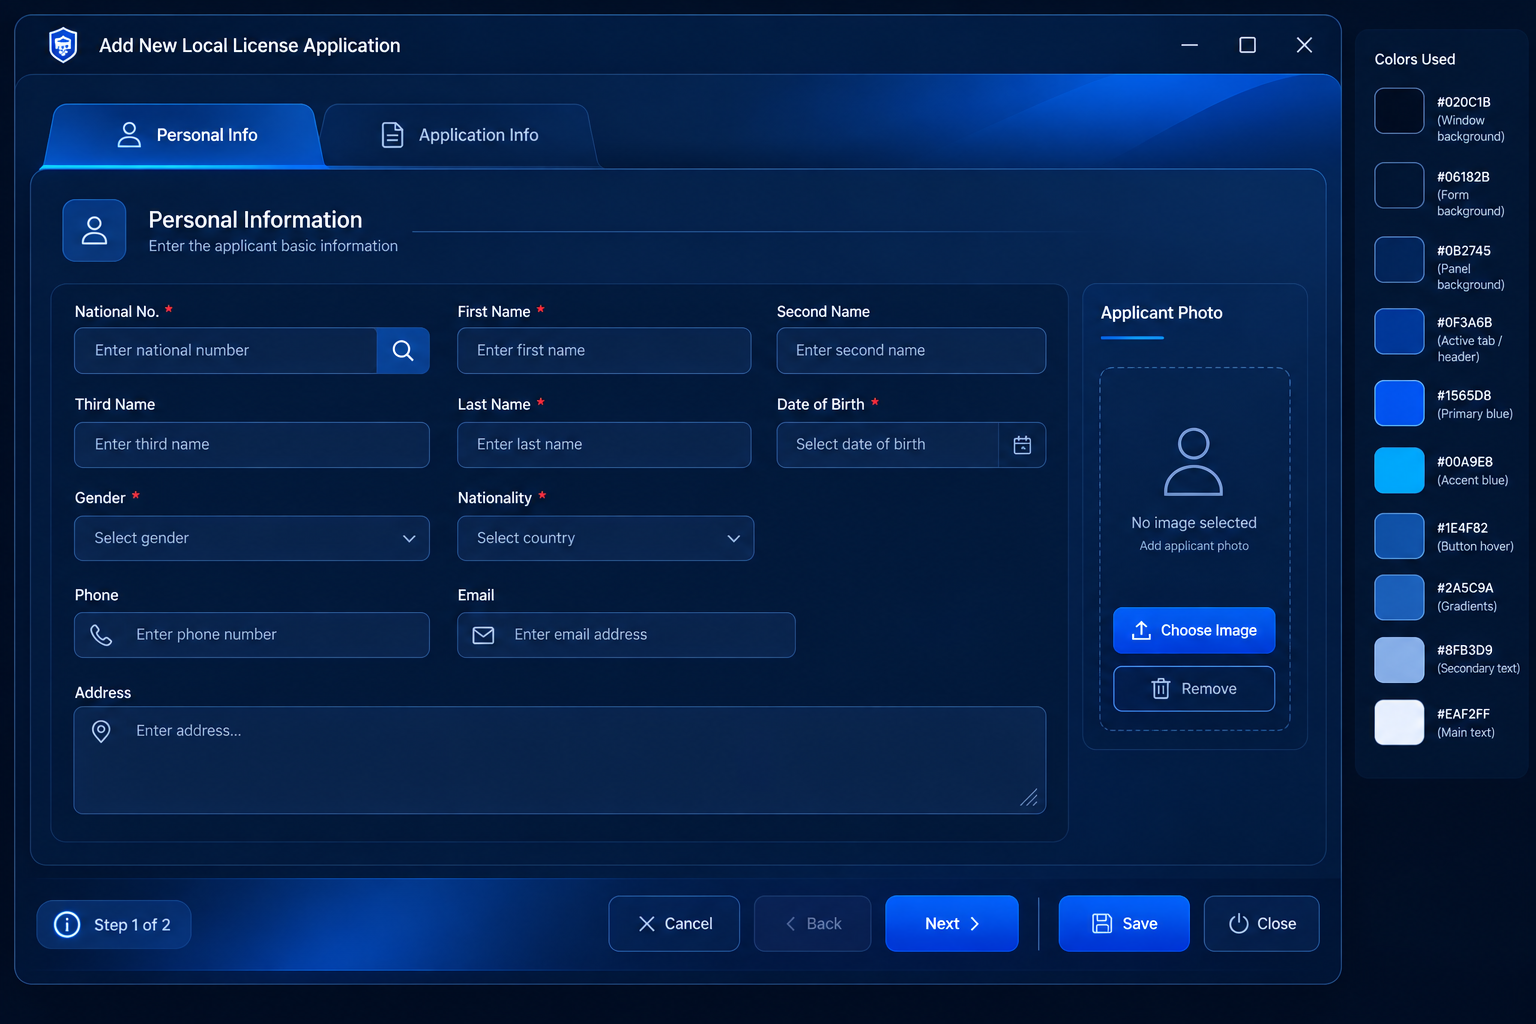 Add New Local License Application
Personal Info
Application Info
Personal Information
Enter the applicant basic information
National No. *
Enter national number
First Name *
Enter first name
Second Name
Enter second name
Third Name
Enter third name
Last Name *
Enter last name
Date of Birth *
Select date of birth
Gender *
Select gender
Nationality *
Select country
Phone
Enter phone number
Email
Enter email address
Address
Enter address...
Applicant Photo
No image selected
Add applicant photo
Choose Image
Remove
Step 1 of 2
Cancel
Back
Next
Save
Close
Colors Used
#020C1B
(Window
background)
#06182B
(Form
background)
#0B2745
(Panel
background)
#0F3A6B
(Active tab /
header)
#1565D8
(Primary blue)
#00A9E8
(Accent blue)
#1E4F82
(Button hover)
#2A5C9A
(Gradients)
#8FB3D9
(Secondary text)
#EAF2FF
(Main text)